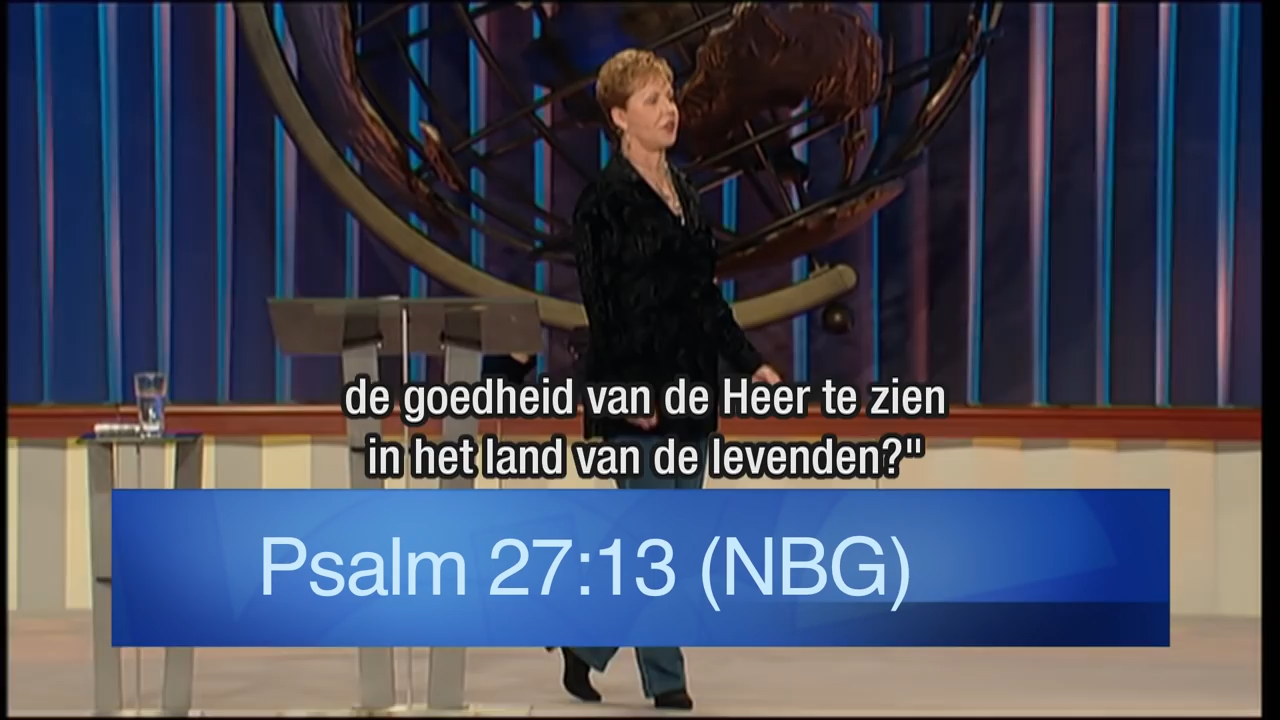 de goedheid van de Heer te zien
in het land van de levenden?"
Psalm 27:13 (NBG)